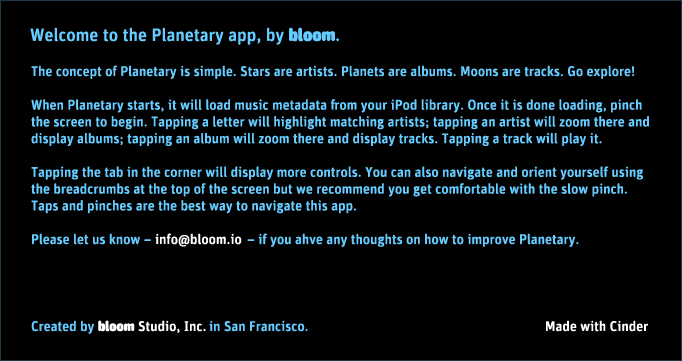 Welcome to the Planetary app, by bloom.
The concept of Planetary is simple. Stars are artists. Planets are albums. Moons are tracks. Go explore!
When Planetary starts, it will load music metadata from your iPod library. Once it is done loading, pinch
the screen to begin. Tapping a letter will highlight matching artists; tapping an artist will zoom there and
display albums; tapping an album will zoom there and display tracks. Tapping a track will play it.
Tapping the tab in the corner will display more controls. You can also navigate and orient yourself using
the breadcrumbs at the top of the screen but we recommend you get comfortable with the slow pinch.
Taps and pinches are the best way to navigate this app.
Please let us know – info@bloom.io – if you ahve any thoughts on how to improve Planetary.
Created by bloom Studio, Inc. in San Francisco.
Made with Cinder